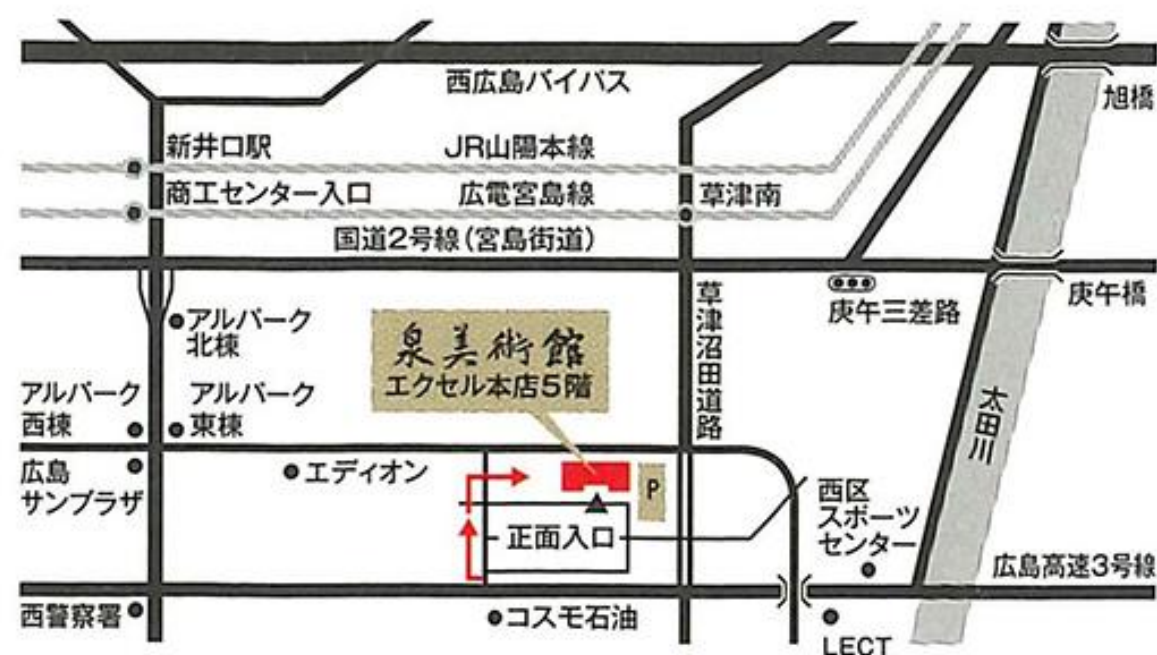 西広島バイパス
旭橋
新井口駅
JR山陽本線
商工センター入口
広電宮島線
草津南
国道2号線(宮島街道)
庚午橋
庚午三差路
アルパーク
北棟
草津沼田道路
泉美術館
エクセル本店5階
アルパーク
西棟
アルパーク
東棟
太田川
広島
サンプラザ
エディオン
P
西区
スポーツ
センター
正面入口
広島高速3号線
西警察署
コスモ石油
LECT